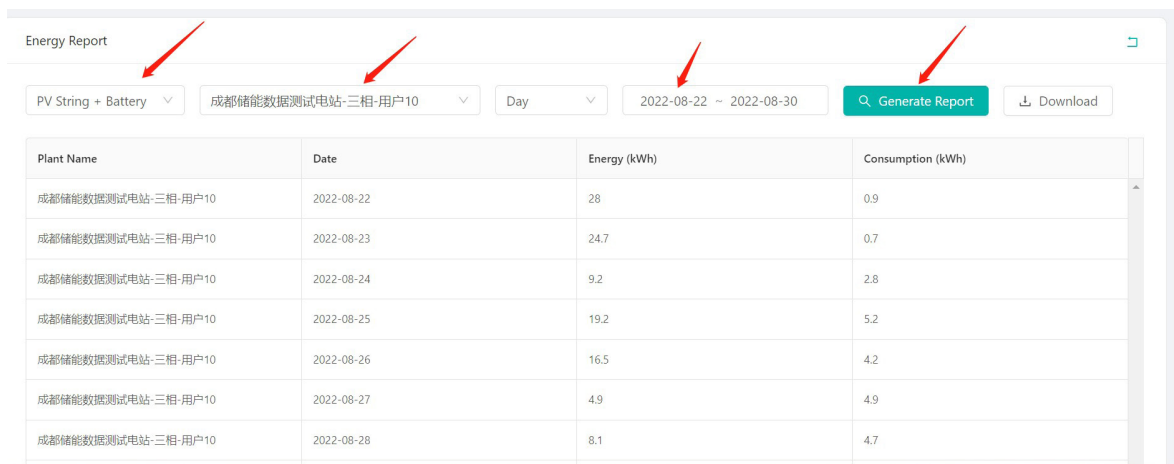 Energy Report
PV String + Battery 成都储能数据测试电站-三相-用户10 Day 2022-08-22 ~ 2022-08-30 Generate Report Download
Plant Name Date Energy (kWh) Consumption (kWh)
成都储能数据测试电站-三相-用户10 2022-08-22 28 0.9
成都储能数据测试电站-三相-用户10 2022-08-23 24.7 0.7
成都储能数据测试电站-三相-用户10 2022-08-24 9.2 2.8
成都储能数据测试电站-三相-用户10 2022-08-25 19.2 5.2
成都储能数据测试电站-三相-用户10 2022-08-26 16.5 4.2
成都储能数据测试电站-三相-用户10 2022-08-27 4.9 4.9
成都储能数据测试电站-三相-用户10 2022-08-28 8.1 4.7